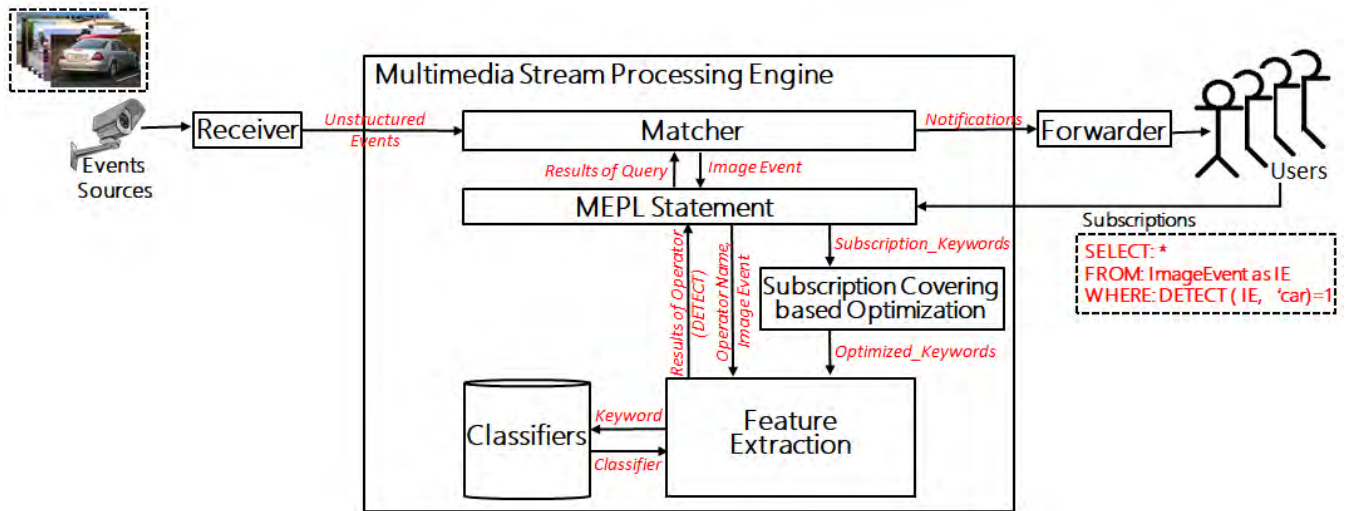 Multimedia Stream Processing Engine
Events
Sources
Receiver
Unstructured
Events
Matcher
Notifications
Forwarder
Users
Results of Query
Image Event
MEPL Statement
Subscriptions
SELECT: *
FROM: ImageEvent as IE
WHERE: DETECT ( IE, ‘car)=1
Results of Operator
(DETECT)
Operator Name,
Image Event
Subscription_Keywords
Subscription Covering
based Optimization
Optimized_Keywords
Classifiers
Keyword
Classifier
Feature
Extraction